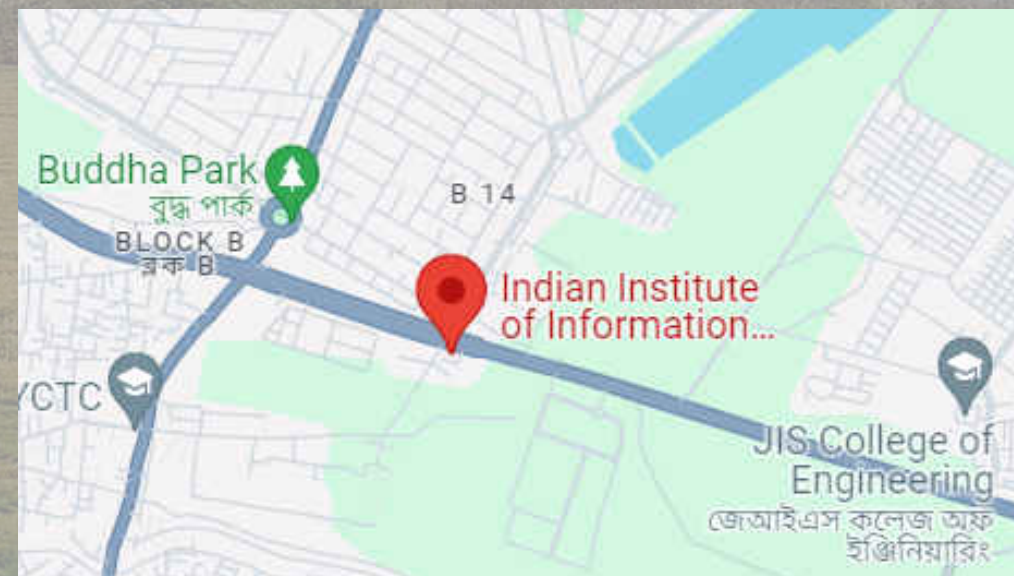 Buddha Park
বুদ্ধ পার্ক
BLOCK B
ব্লক B
B 14
Indian Institute
of Information...
YCTC
JIS College of
Engineering
জেআইএস কলেজ অফ
ইঞ্জিনিয়ারিং